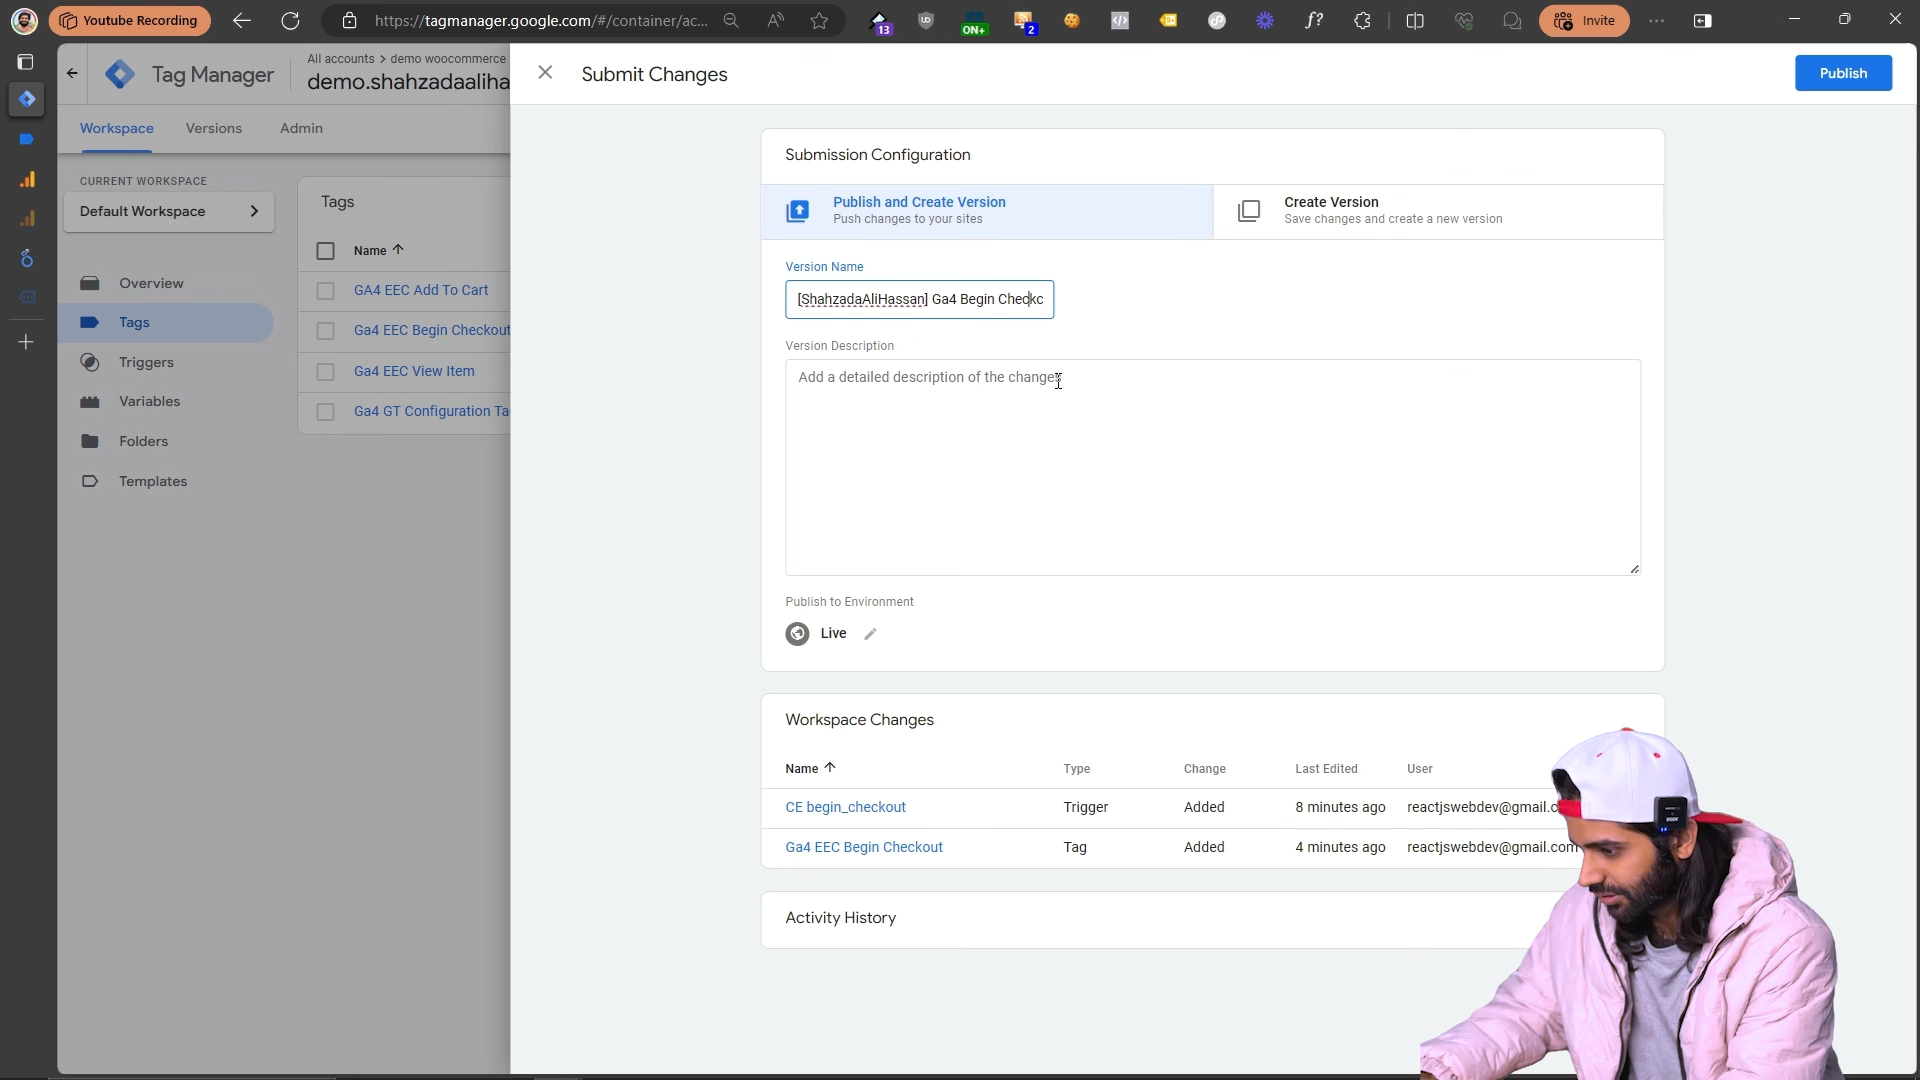 Youtube Recording
https://tagmanager.google.com/#/container/ac...
13
ON+
2
f?
Invite
Tag Manager
All accounts > demo woocommerce
demo.shahzadaaliha
Submit Changes
Publish
Workspace
Versions
Admin
CURRENT WORKSPACE
Default Workspace
Overview
Tags
Triggers
Variables
Folders
Templates
Tags
Name
GA4 EEC Add To Cart
Ga4 EEC Begin Checkout
Ga4 EEC View Item
Ga4 GT Configuration Ta
Submission Configuration
Publish and Create Version
Push changes to your sites
Create Version
Save changes and create a new version
Version Name
[ShahzadaAliHassan] Ga4 Begin Checkc
Version Description
Add a detailed description of the changes
Publish to Environment
Live
Workspace Changes
Name Type Change Last Edited User
CE begin_checkout Trigger Added 8 minutes ago reactjswebdev@gmail.c
Ga4 EEC Begin Checkout Tag Added 4 minutes ago reactjswebdev@gmail.com
Activity History